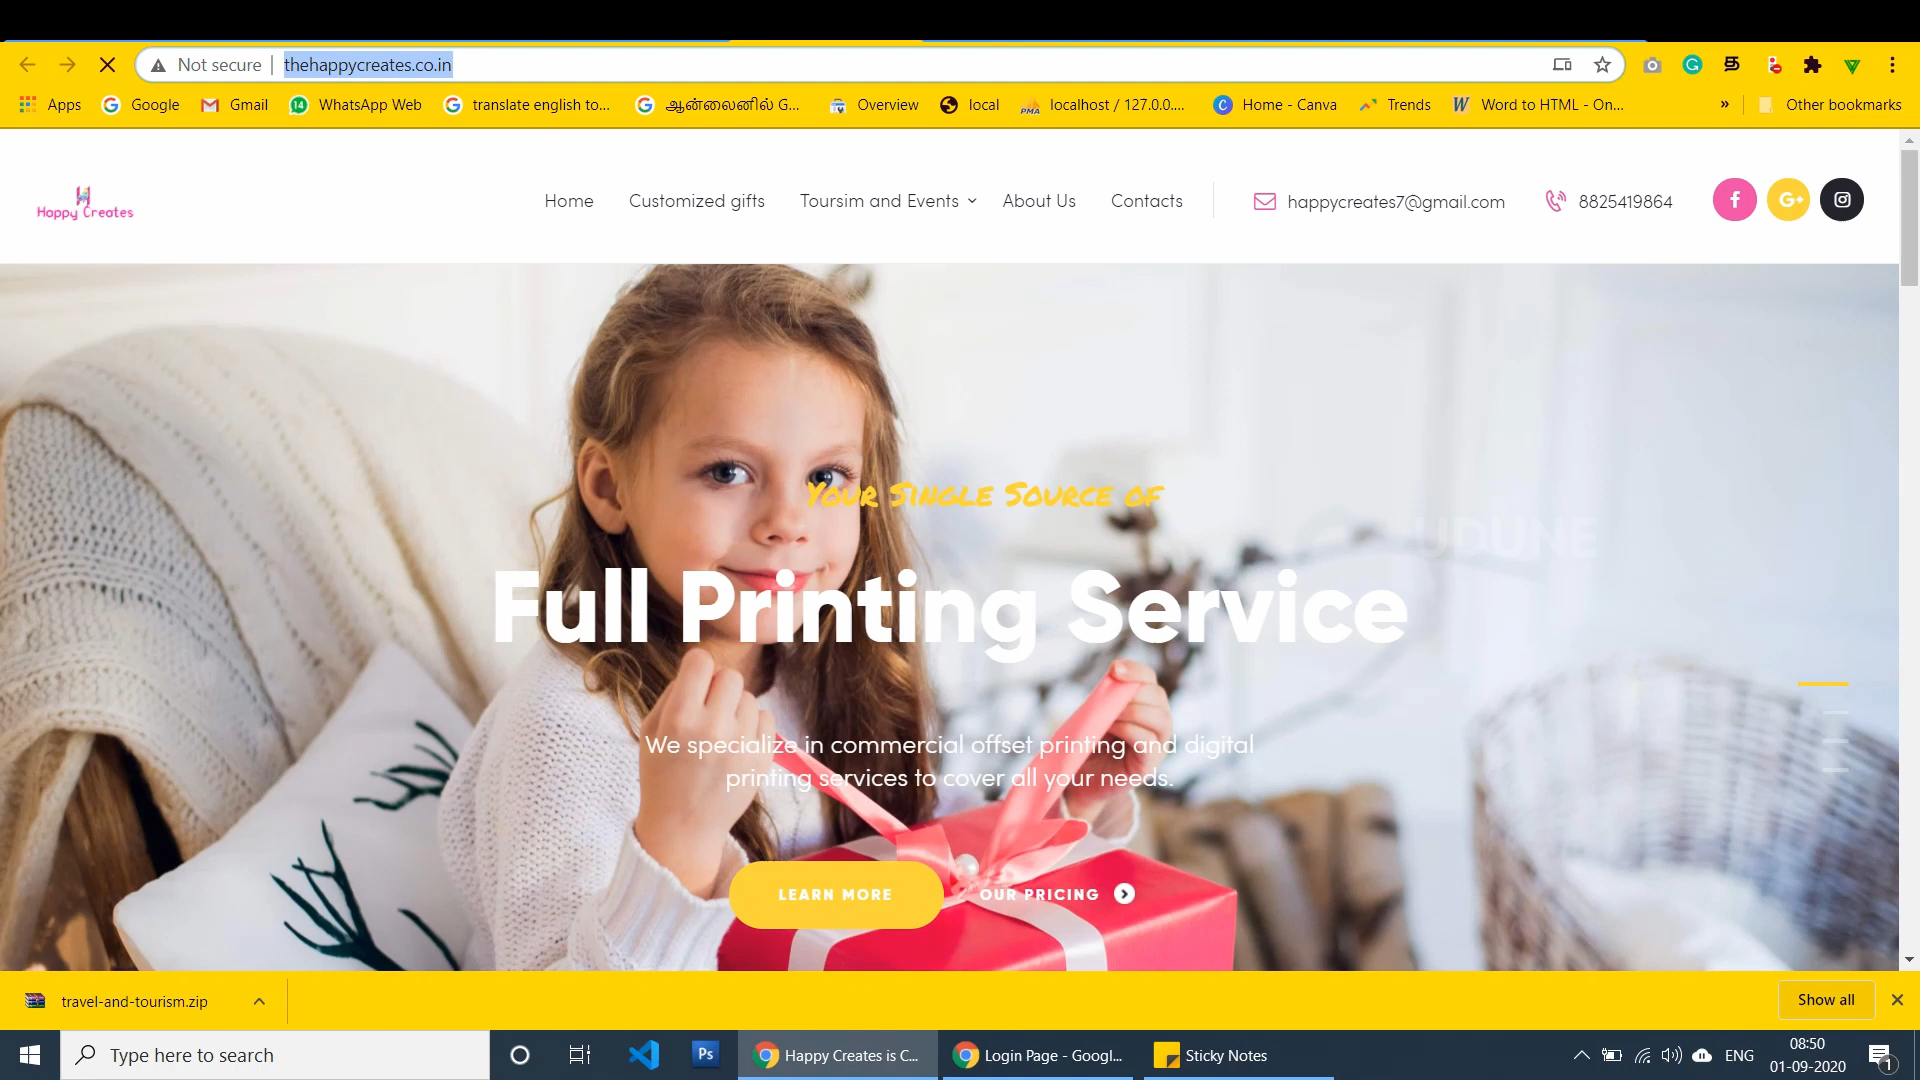 Not secure | thehappycreates.co.in
Apps Google Gmail WhatsApp Web translate english to... ஆன்லைனில் G... Overview local localhost / 127.0.0.... Home - Canva Trends Word to HTML - On... » Other bookmarks
Happy Creates
Home Customized gifts Toursim and Events About Us Contacts happycreates7@gmail.com 8825419864
Your Single Source of
UDUNE
Full Printing Service
We specialize in commercial offset printing and digital
printing services to cover all your needs.
LEARN MORE OUR PRICING
travel-and-tourism.zip Show all
Type here to search Ps Happy Creates is C... Login Page - Googl... Sticky Notes ENG 08:50
01-09-2020 1